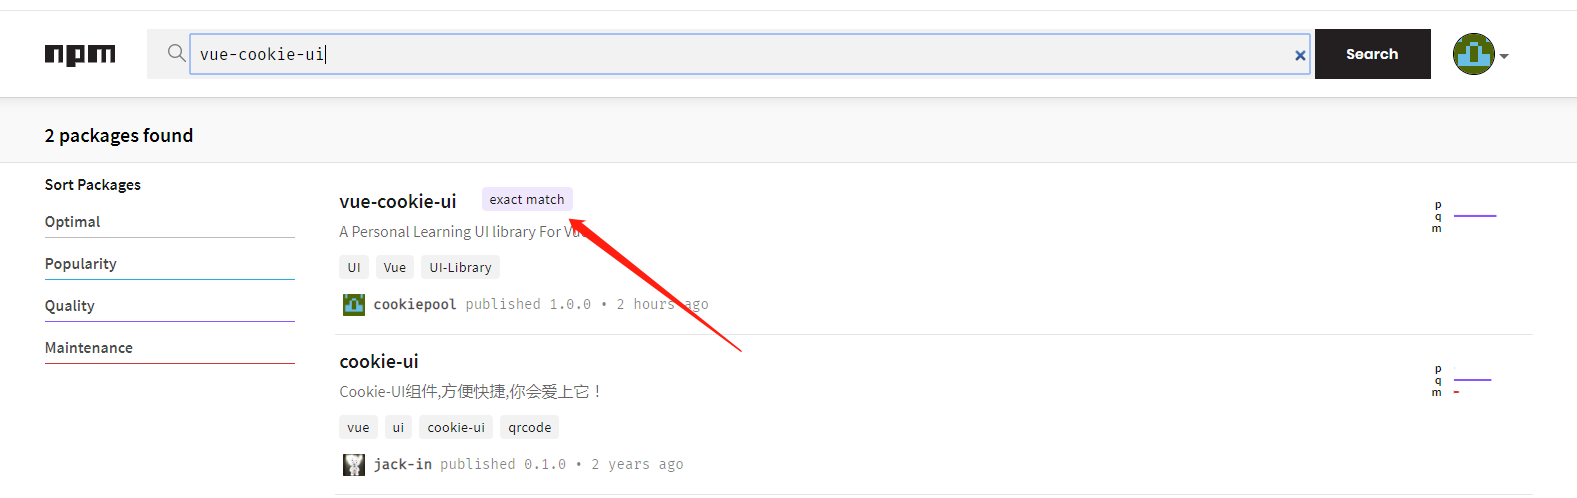 npm
vue-cookie-ui
Search
2 packages found
Sort Packages
Optimal
Popularity
Quality
Maintenance
vue-cookie-ui exact match
A Personal Learning UI library For Vue
UI Vue UI-Library
cookiepool published 1.0.0 • 2 hours ago
p
q
m
cookie-ui
Cookie-UI组件,方便快捷,你会爱上它！
vue ui cookie-ui qrcode
jack-in published 0.1.0 • 2 years ago
p
q
m